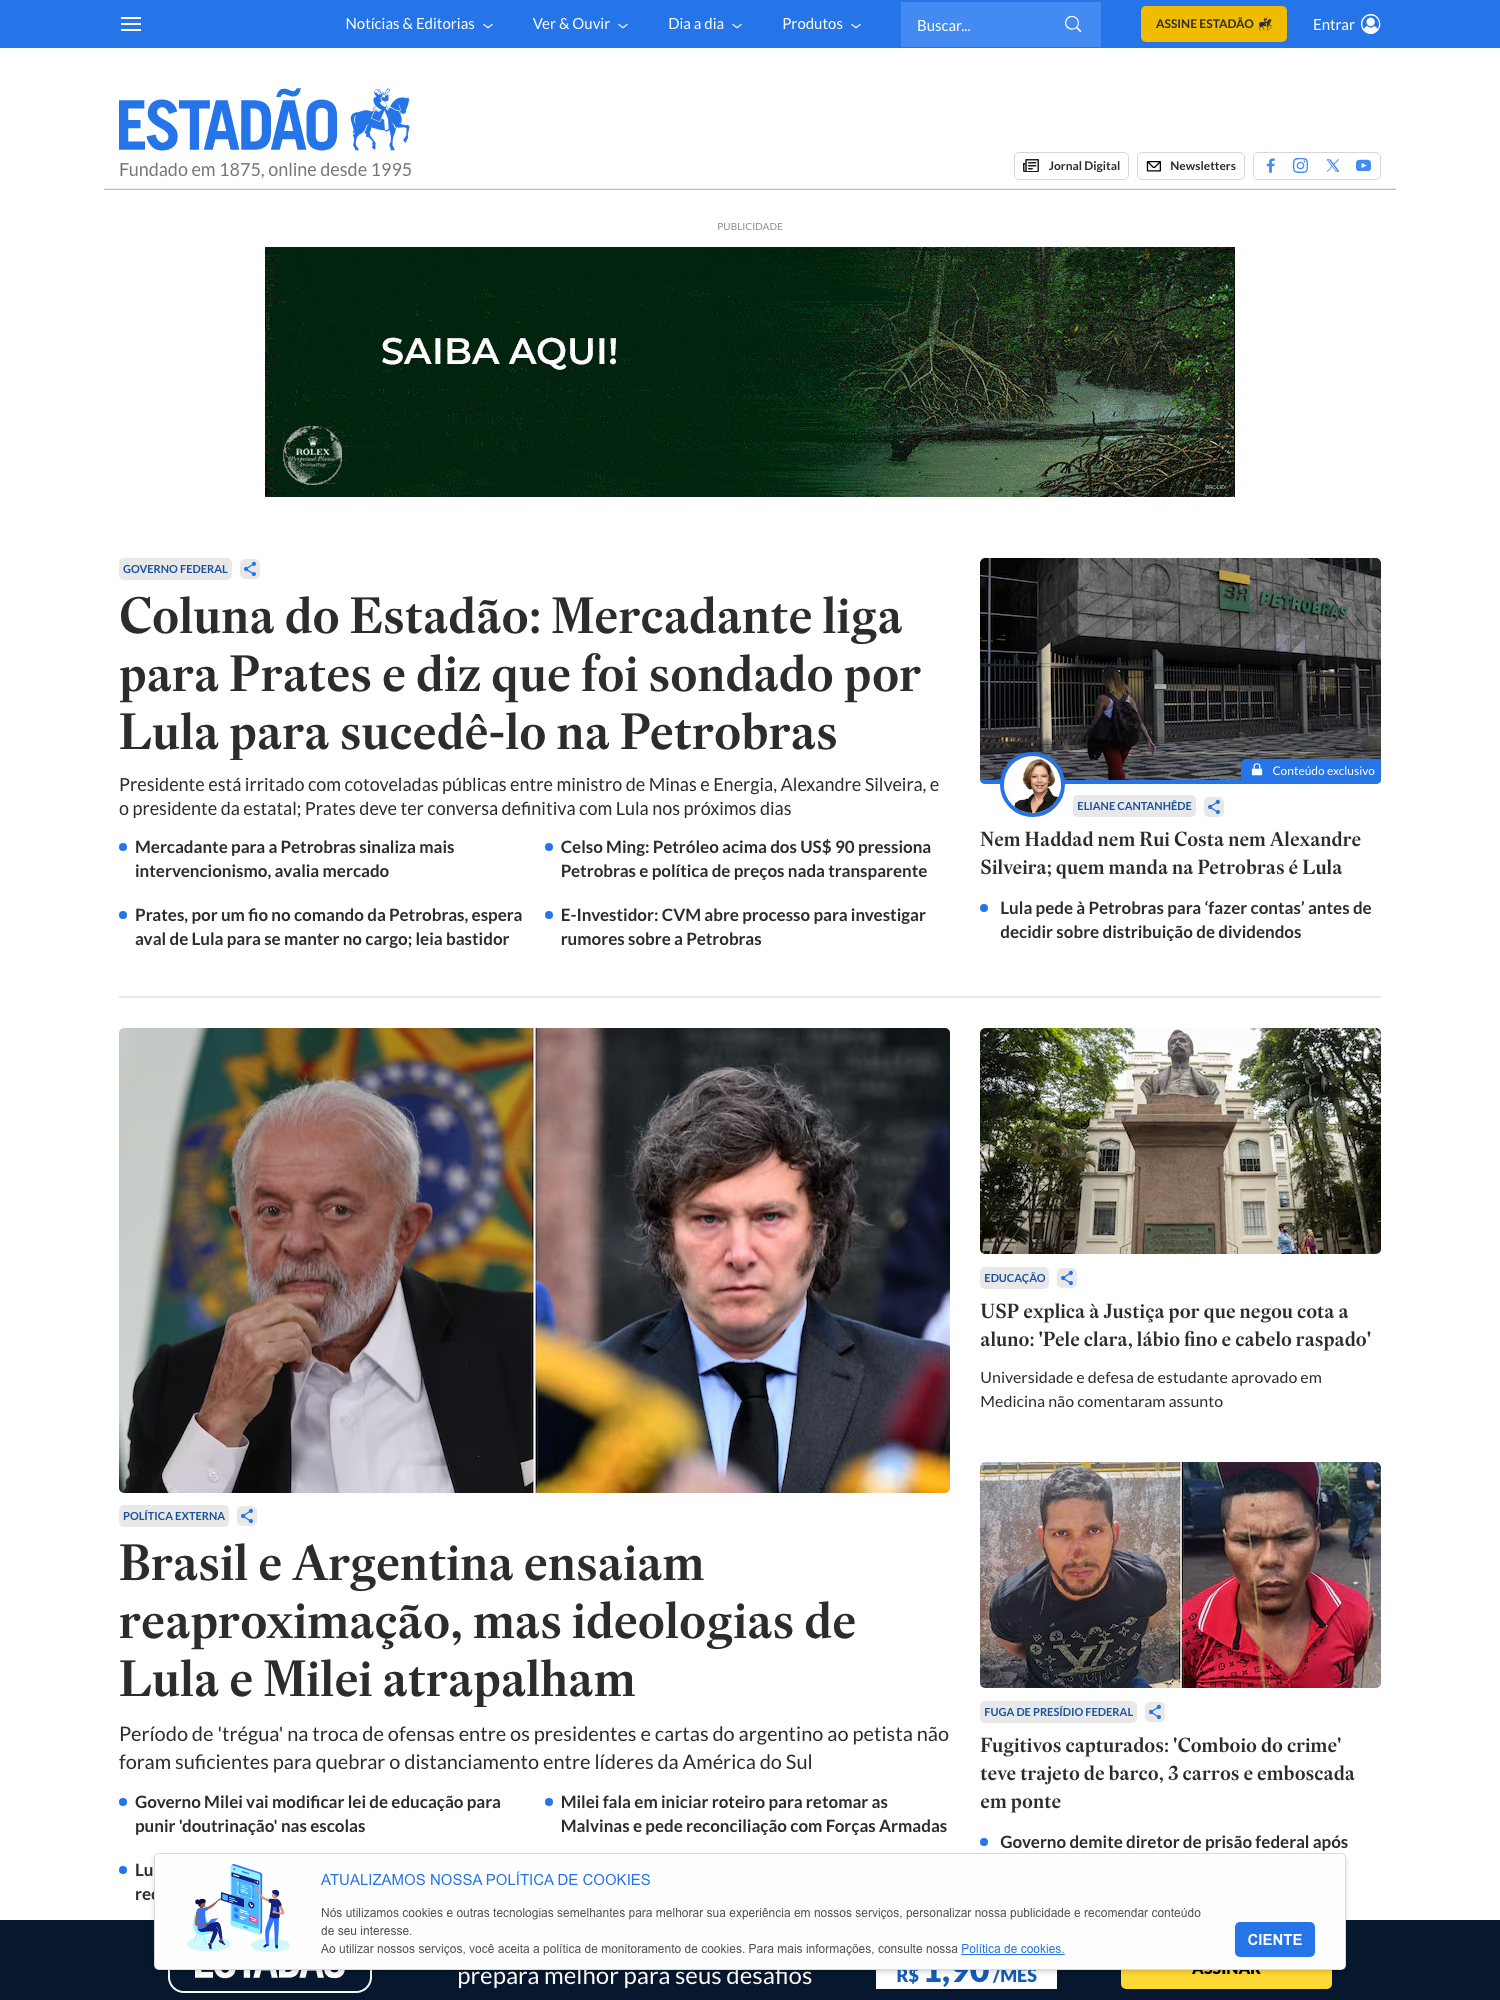 Notícias & Editorias
Ver & Ouvir
Dia a dia
Produtos
Buscar...
ASSINE ESTADÃO
Entrar
ESTADÃO
Fundado em 1875, online desde 1995
Jornal Digital
Newsletters
PUBLICIDADE
SAIBA AQUI!
ROLEX
Perpetual Planet
Initiative
©ROLEX
GOVERNO FEDERAL
Coluna do Estadão: Mercadante liga
para Prates e diz que foi sondado por
Lula para sucedê-lo na Petrobras
Presidente está irritado com cotoveladas públicas entre ministro de Minas e Energia, Alexandre Silveira, e
o presidente da estatal; Prates deve ter conversa definitiva com Lula nos próximos dias
Mercadante para a Petrobras sinaliza mais
intervencionismo, avalia mercado
Celso Ming: Petróleo acima dos US$ 90 pressiona
Petrobras e política de preços nada transparente
Prates, por um fio no comando da Petrobras, espera
aval de Lula para se manter no cargo; leia bastidor
E-Investidor: CVM abre processo para investigar
rumores sobre a Petrobras
BR PETROBRAS
Conteúdo exclusivo
ELIANE CANTANHÊDE
Nem Haddad nem Rui Costa nem Alexandre
Silveira; quem manda na Petrobras é Lula
Lula pede à Petrobras para ‘fazer contas’ antes de
decidir sobre distribuição de dividendos
POLÍTICA EXTERNA
Brasil e Argentina ensaiam
reaproximação, mas ideologias de
Lula e Milei atrapalham
Período de 'trégua' na troca de ofensas entre os presidentes e cartas do argentino ao petista não
foram suficientes para quebrar o distanciamento entre líderes da América do Sul
Governo Milei vai modificar lei de educação para
punir 'doutrinação' nas escolas
Milei fala em iniciar roteiro para retomar as
Malvinas e pede reconciliação com Forças Armadas
Lu
rec
EDUCAÇÃO
USP explica à Justiça por que negou cota a
aluno: 'Pele clara, lábio fino e cabelo raspado'
Universidade e defesa de estudante aprovado em
Medicina não comentaram assunto
FUGA DE PRESÍDIO FEDERAL
Fugitivos capturados: 'Comboio do crime'
teve trajeto de barco, 3 carros e emboscada
em ponte
Governo demite diretor de prisão federal após
ATUALIZAMOS NOSSA POLÍTICA DE COOKIES
Nós utilizamos cookies e outras tecnologias semelhantes para melhorar sua experiência em nossos serviços, personalizar nossa publicidade e recomendar conteúdo
de seu interesse.
Ao utilizar nossos serviços, você aceita a política de monitoramento de cookies. Para mais informações, consulte nossa Política de cookies.
CIENTE
ESTADÃO
prepara melhor para seus desafios
R$ 1,90 /MÊS
ASSINAR